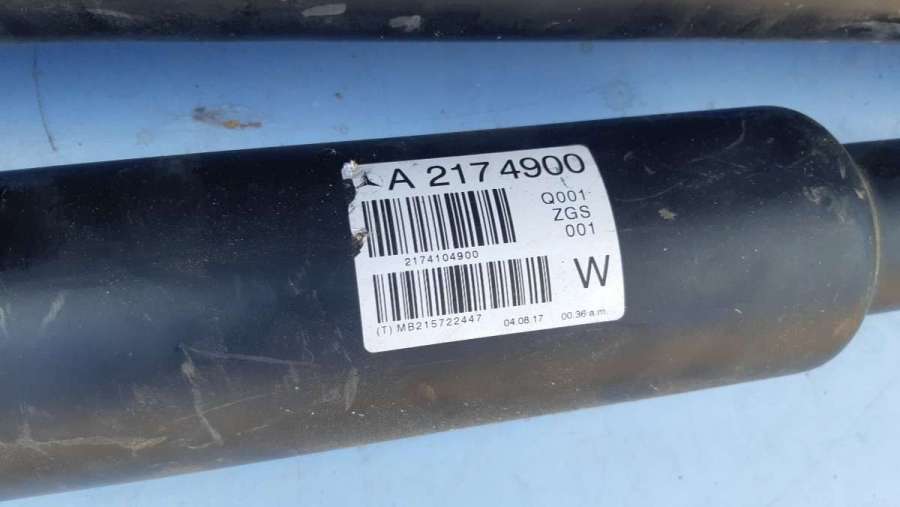 A 217 4900
Q001
ZGS
001
2174104900
W
(T) MB215722447 04.08.17 00.36 a.m.